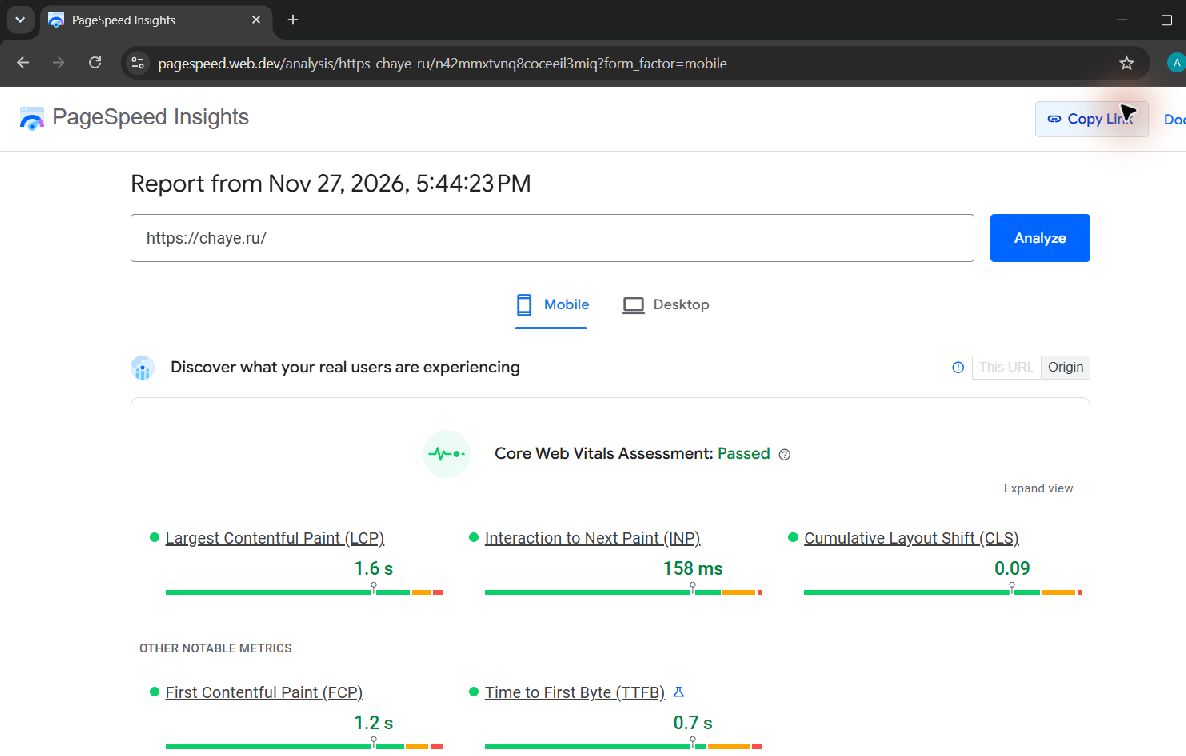 PageSpeed Insights
pagespeed.web.dev/analysis/https-chaye-ru/n42mmxtvnq8coceeil3miq?form_factor=mobile
A
PageSpeed Insights
Copy Link
Doc
Report from Nov 27, 2026, 5:44:23 PM
https://chaye.ru/
Analyze
Mobile
Desktop
Discover what your real users are experiencing
This URL
Origin
Core Web Vitals Assessment: Passed
Expand view
Largest Contentful Paint (LCP)
Interaction to Next Paint (INP)
Cumulative Layout Shift (CLS)
1.6 s
158 ms
0.09
OTHER NOTABLE METRICS
First Contentful Paint (FCP)
Time to First Byte (TTFB)
1.2 s
0.7 s